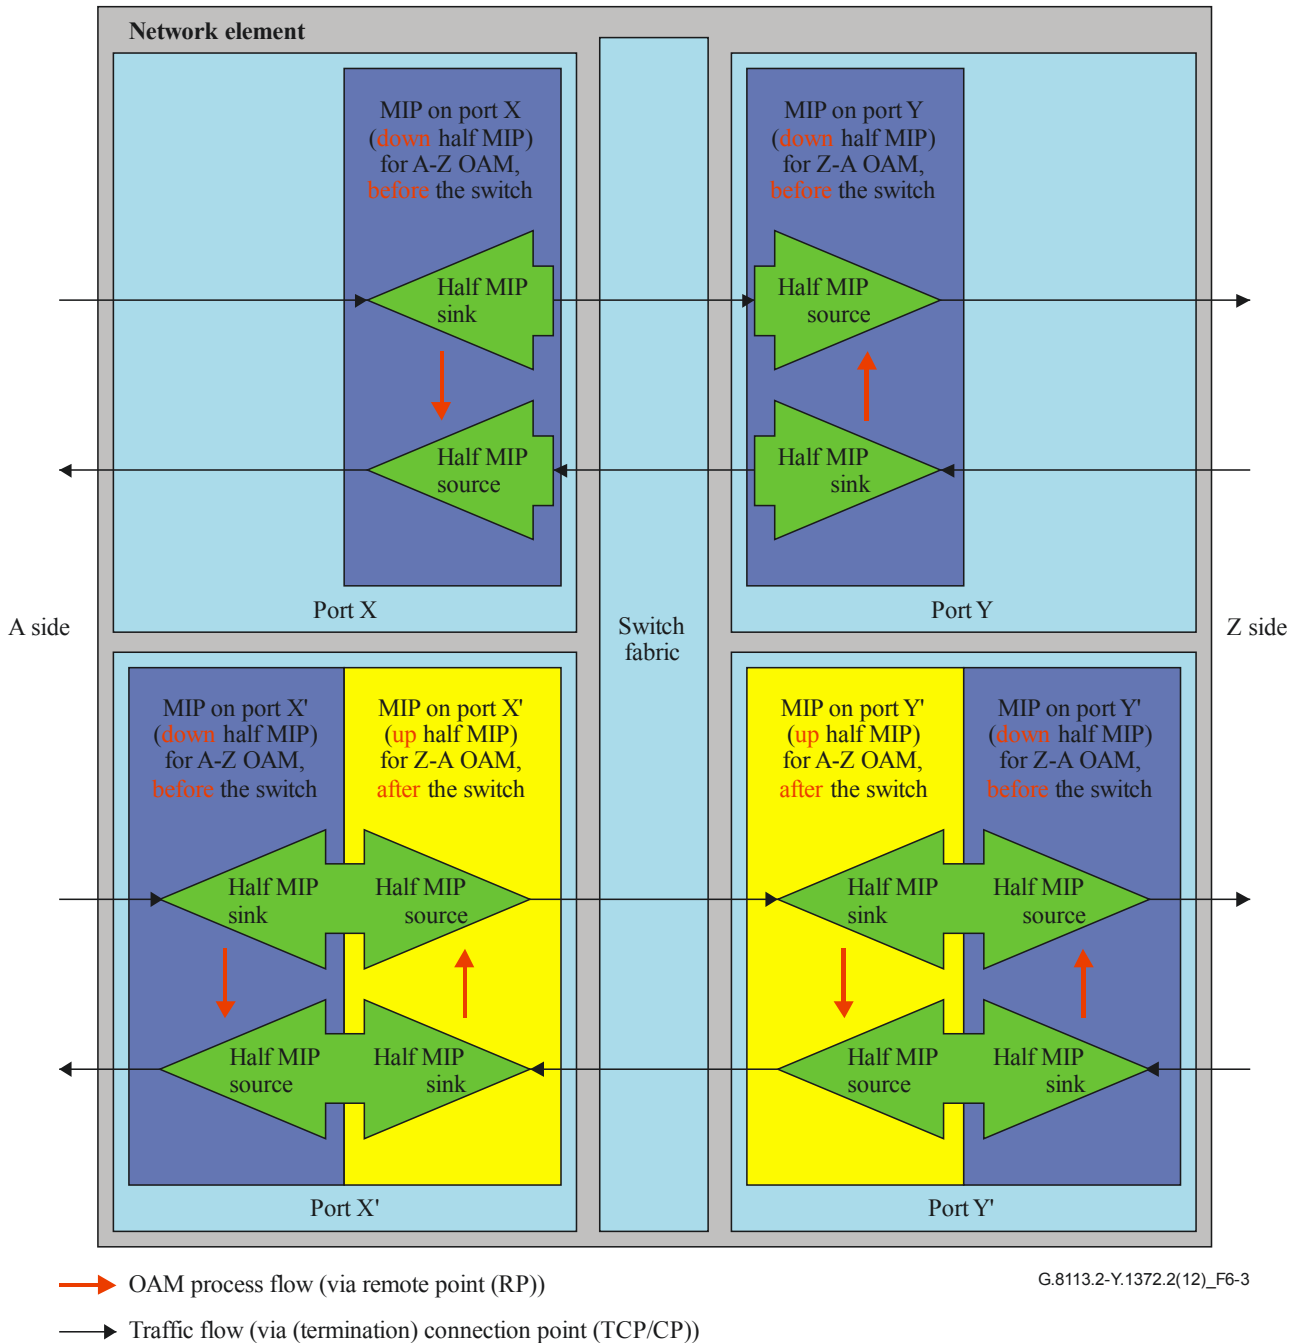 Network element
MIP on port X
(down half MIP)
for A-Z OAM,
before the switch
MIP on port Y
(down half MIP)
for Z-A OAM,
before the switch
Half MIP
sink
Half MIP
source
Half MIP
source
Half MIP
sink
Port X
Port Y
A side
Switch
fabric
Z side
MIP on port X'
(down half MIP)
for A-Z OAM,
before the switch
MIP on port X'
(up half MIP)
for Z-A OAM,
after the switch
MIP on port Y'
(up half MIP)
for A-Z OAM,
after the switch
MIP on port Y'
(down half MIP)
for Z-A OAM,
before the switch
Half MIP
sink
Half MIP
source
Half MIP
sink
Half MIP
source
Half MIP
source
Half MIP
sink
Half MIP
source
Half MIP
sink
Port X'
Port Y'
OAM process flow (via remote point (RP))
G.8113.2-Y.1372.2(12)_F6-3
Traffic flow (via (termination) connection point (TCP/CP))